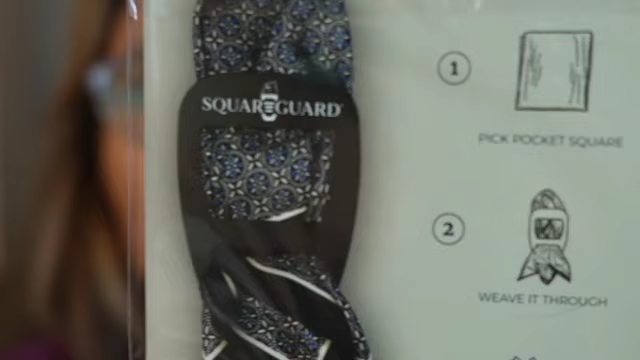 SQUAREGUARD
1
PICK POCKET SQUARE
2
WEAVE IT THROUGH